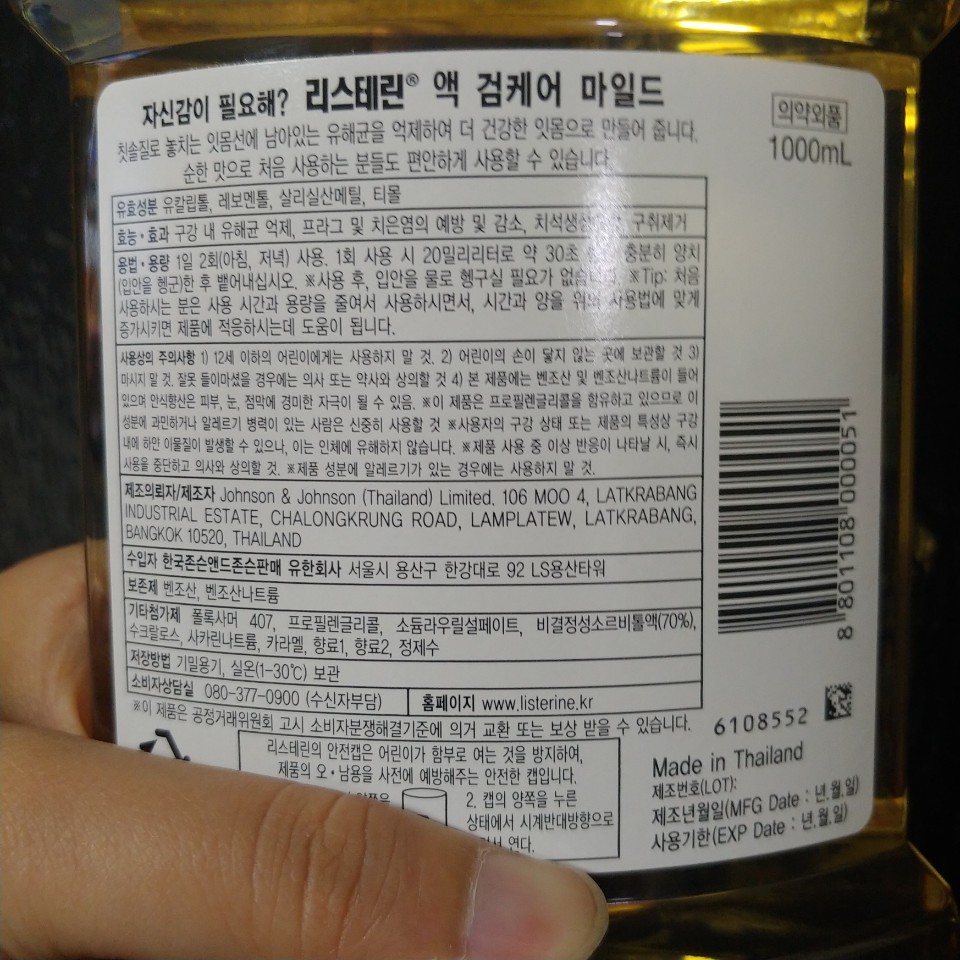 자신감이 필요해? 리스테린® 액 검케어 마일드
의약외품
1000mL
칫솔질로 놓치는 잇몸선에 남아있는 유해균을 억제하여 더 건강한 잇몸으로 만들어 줍니다.
순한 맛으로 처음 사용하는 분들도 편안하게 사용할 수 있습니다.
유효성분 유칼립톨, 레보멘톨, 살리실산메틸, 티몰
효능•효과 구강 내 유해균 억제, 프라그 및 치은염의 예방 및 감소, 치석생성 구취제거
용법•용량 1일 2회(아침, 저녁) 사용. 1회 사용 시 20밀리리터로 약 30초 충분히 양치
(입안을 헹군)한 후 뱉어내십시오. ※사용 후, 입안을 물로 헹구실 필요가 없습니다. ※Tip: 처음
사용하시는 분은 사용 시간과 용량을 줄여서 사용하시면서, 시간과 양을 위의 사용법에 맞게
증가시키면 제품에 적응하시는데 도움이 됩니다.
사용상의 주의사항 1) 12세 이하의 어린이에게는 사용하지 말 것. 2) 어린이의 손이 닿지 않는 곳에 보관할 것 3)
마시지 말 것. 잘못 들이마셨을 경우에는 의사 또는 약사와 상의할 것 4) 본 제품에는 벤조산 및 벤조산나트륨이 들어
있으며 안식향산은 피부, 눈, 점막에 경미한 자극이 될 수 있음. ※이 제품은 프로필렌글리콜을 함유하고 있으므로 이
성분에 과민하거나 알레르기 병력이 있는 사람은 신중히 사용할 것 ※사용자의 구강 상태 또는 제품의 특성상 구강
내에 하얀 이물질이 발생할 수 있으나, 이는 인체에 유해하지 않습니다. ※제품 사용 중 이상 반응이 나타날 시, 즉시
사용을 중단하고 의사와 상의할 것. ※제품 성분에 알레르기가 있는 경우에는 사용하지 말 것.
제조의뢰자/제조자 Johnson & Johnson (Thailand) Limited. 106 MOO 4, LATKRABANG
INDUSTRIAL ESTATE, CHALONGKRUNG ROAD, LAMPLATEW, LATKRABANG,
BANGKOK 10520, THAILAND
수입자 한국존슨앤드존슨판매 유한회사 서울시 용산구 한강대로 92 LS용산타워
보존제 벤조산, 벤조산나트륨
기타첨가제 폴록사머 407, 프로필렌글리콜, 소듐라우릴설페이트, 비결정성소르비톨액(70%),
수크랄로스, 사카린나트륨, 카라멜, 향료1, 향료2, 정제수
저장방법 기밀용기, 실온(1-30℃) 보관
소비자상담실 080-377-0900 (수신자부담)
홈페이지 www.listerine.kr
※이 제품은 공정거래위원회 고시 소비자분쟁해결기준에 의거 교환 또는 보상 받을 수 있습니다.
리스테린의 안전캡은 어린이가 함부로 여는 것을 방지하여,
제품의 오•남용을 사전에 예방해주는 안전한 캡입니다.
2. 캡의 양쪽을 누른
상태에서 시계반대방향으로
연다.
8 801108 000051
6108552
Made in Thailand
제조번호(LOT):
제조년월일(MFG Date : 년.월.일)
사용기한(EXP Date : 년.월.일)